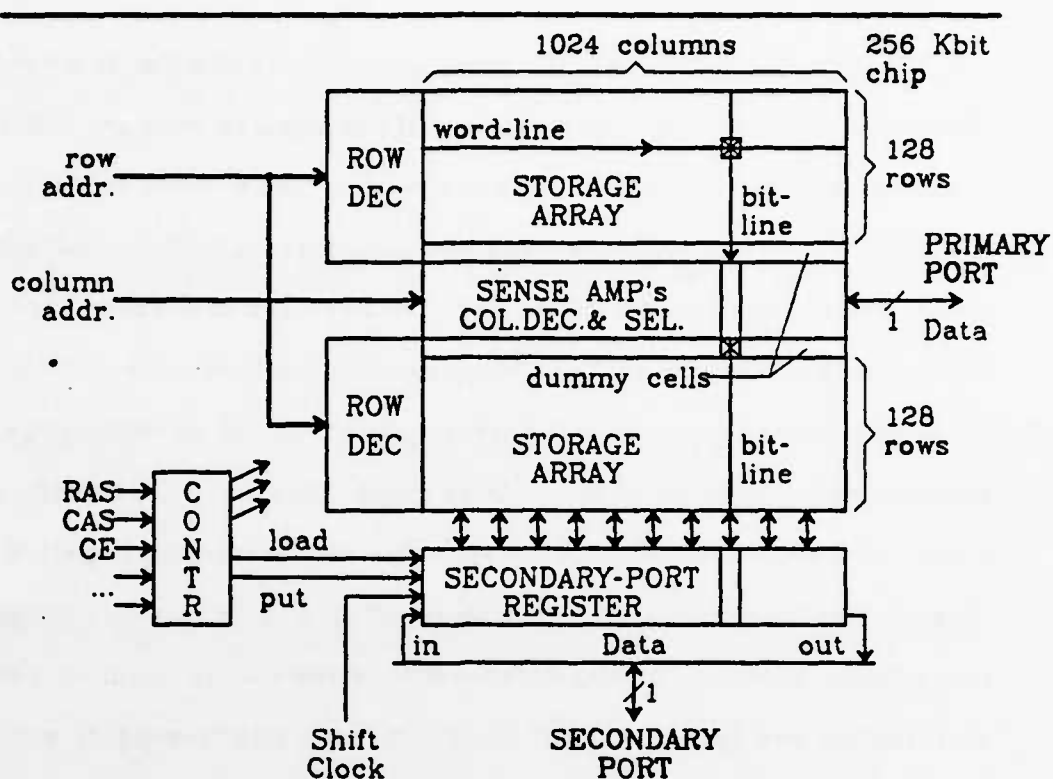 1024 columns
256 Kbit
chip
row
addr.
ROW
DEC
word-line
STORAGE
ARRAY
bit-
line
128
rows
column
addr.
SENSE AMP's
COL.DEC.& SEL.
PRIMARY
PORT
1
Data
dummy cells
ROW
DEC
STORAGE
ARRAY
bit-
line
128
rows
RAS
CAS
CE
...
C
O
N
T
R
load
put
SECONDARY-PORT
REGISTER
in
Data
out
1
Shift
Clock
SECONDARY
PORT